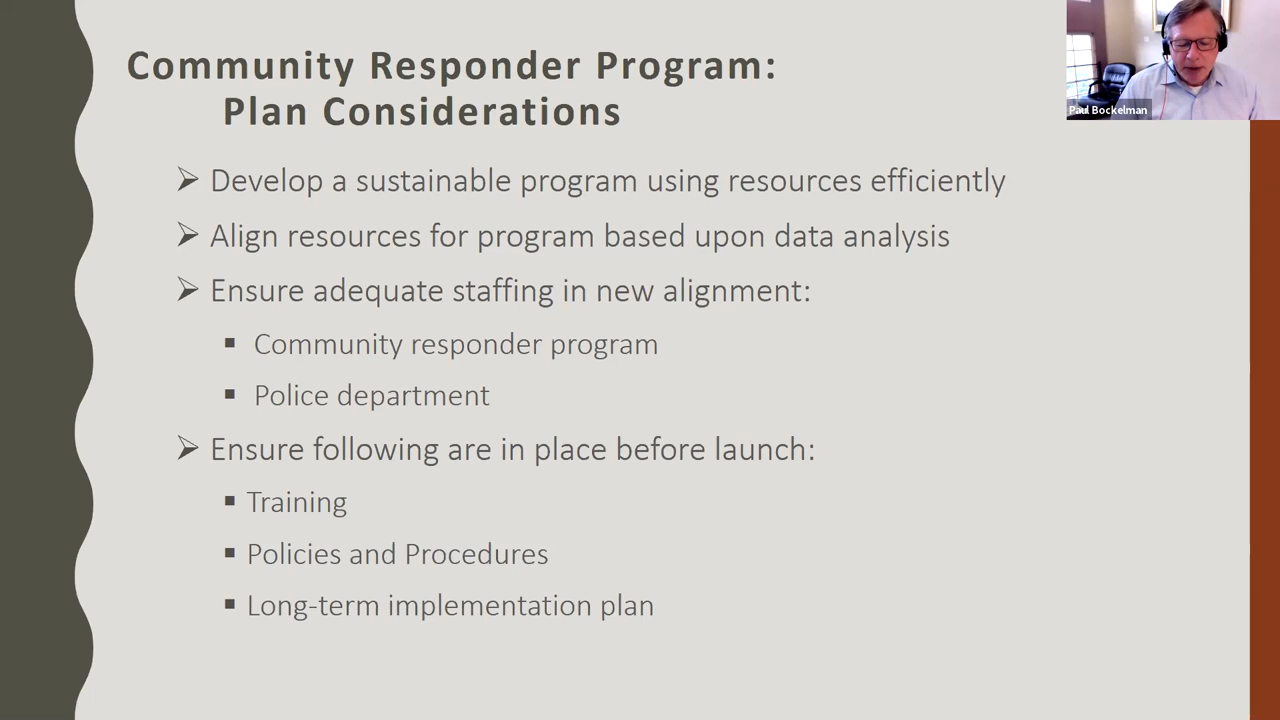 Community Responder Program:
Plan Considerations
Paul Bockelman
➢ Develop a sustainable program using resources efficiently
➢ Align resources for program based upon data analysis
➢ Ensure adequate staffing in new alignment:
▪ Community responder program
▪ Police department
➢ Ensure following are in place before launch:
▪ Training
▪ Policies and Procedures
▪ Long-term implementation plan